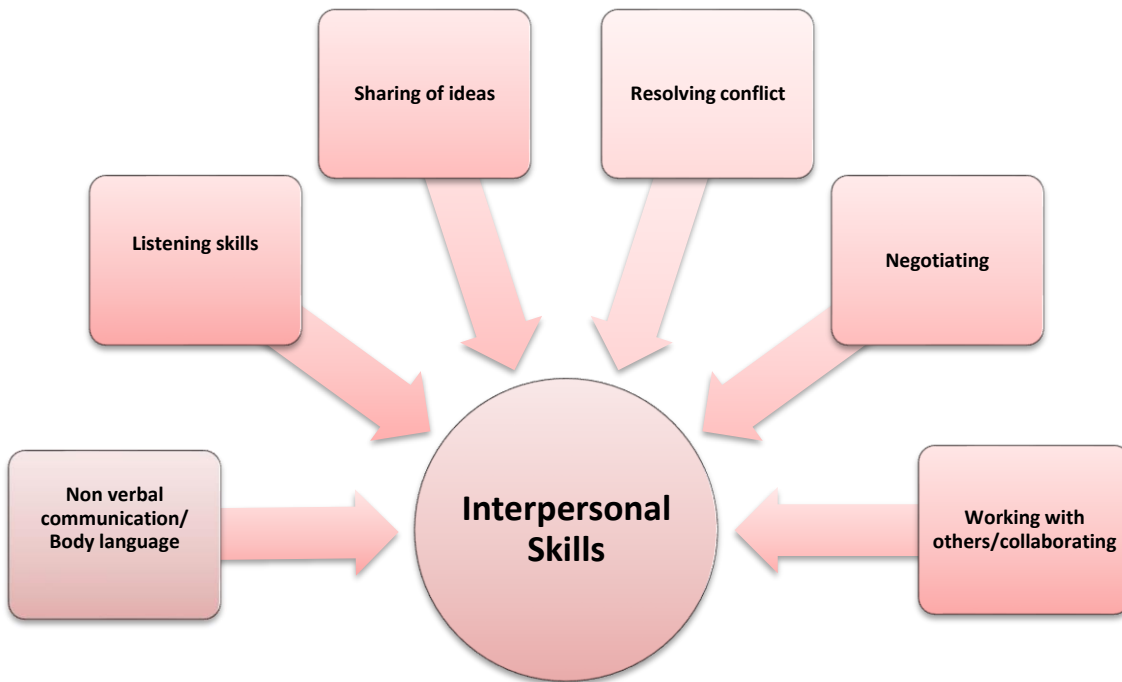 Sharing of ideas
Resolving conflict
Listening skills
Negotiating
Non verbal
communication/
Body language
Interpersonal
Skills
Working with
others/collaborating